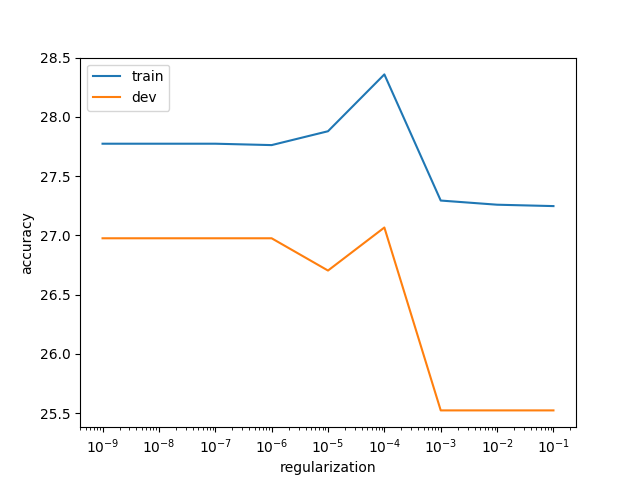 28.5
28.0
27.5
27.0
26.5
26.0
25.5
accuracy
train
dev
10⁻⁹ 10⁻⁸ 10⁻⁷ 10⁻⁶ 10⁻⁵ 10⁻⁴ 10⁻³ 10⁻² 10⁻¹
regularization